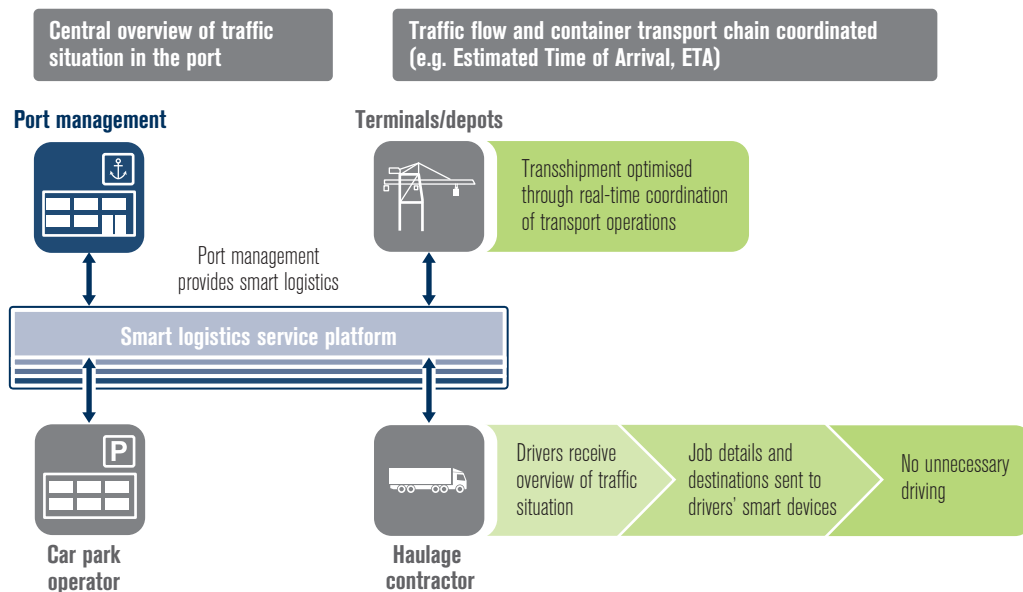 Central overview of traffic
situation in the port
Traffic flow and container transport chain coordinated
(e.g. Estimated Time of Arrival, ETA)
Port management
Terminals/depots
Transshipment optimised
through real-time coordination
of transport operations
Port management
provides smart logistics
Smart logistics service platform
P
Car park
operator
Haulage
contractor
Drivers receive
overview of traffic
situation
Job details and
destinations sent to
drivers’ smart devices
No unnecessary
driving